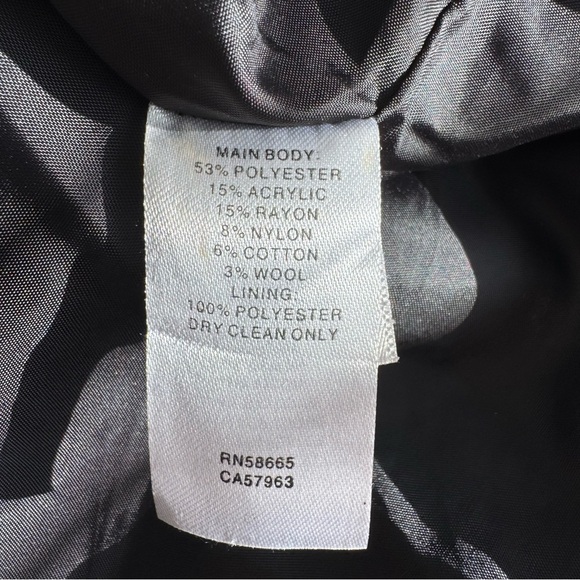 MAIN BODY:
53% POLYESTER
15% ACRYLIC
15% RAYON
8% NYLON
6% COTTON
3% WOOL
LINING:
100% POLYESTER
DRY CLEAN ONLY
RN58665
CA57963